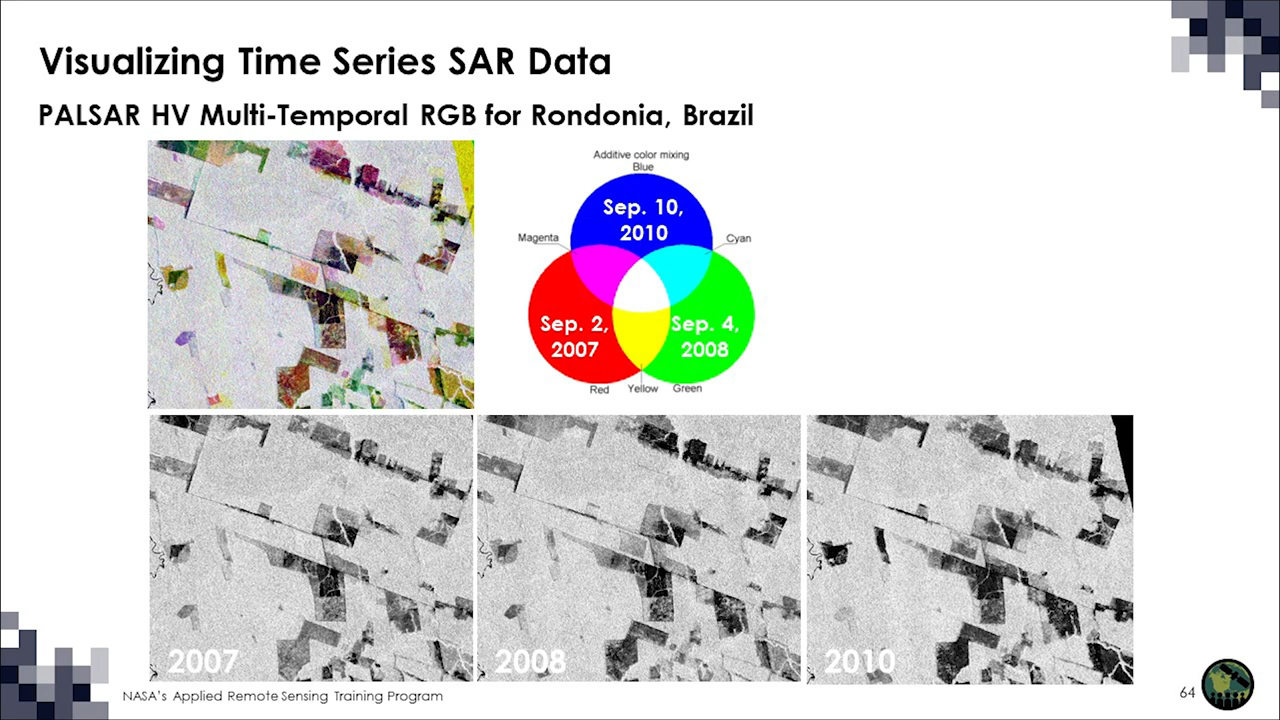 Visualizing Time Series SAR Data
PALSAR HV Multi-Temporal RGB for Rondonia, Brazil
Additive color mixing
Blue
Sep. 10,
2010
Magenta
Cyan
Sep. 2,
2007
Sep. 4,
2008
Red
Yellow
Green
2007
2008
2010
NASA's Applied Remote Sensing Training Program
64